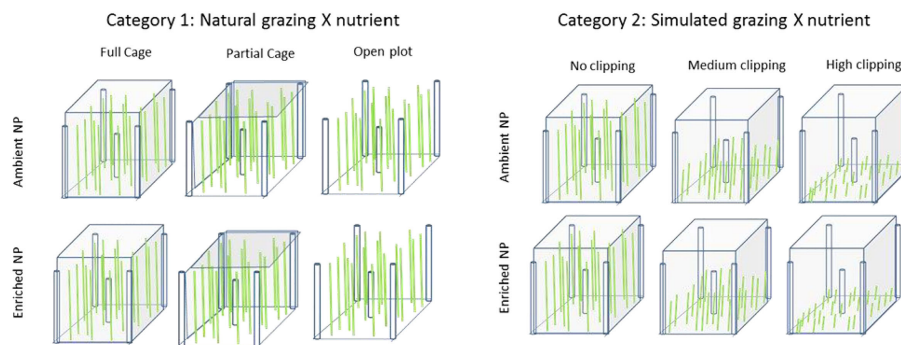 Category 1: Natural grazing X nutrient
Category 2: Simulated grazing X nutrient
Full Cage
Partial Cage
Open plot
No clipping
Medium clipping
High clipping
Ambient NP
Ambient NP
Enriched NP
Enriched NP